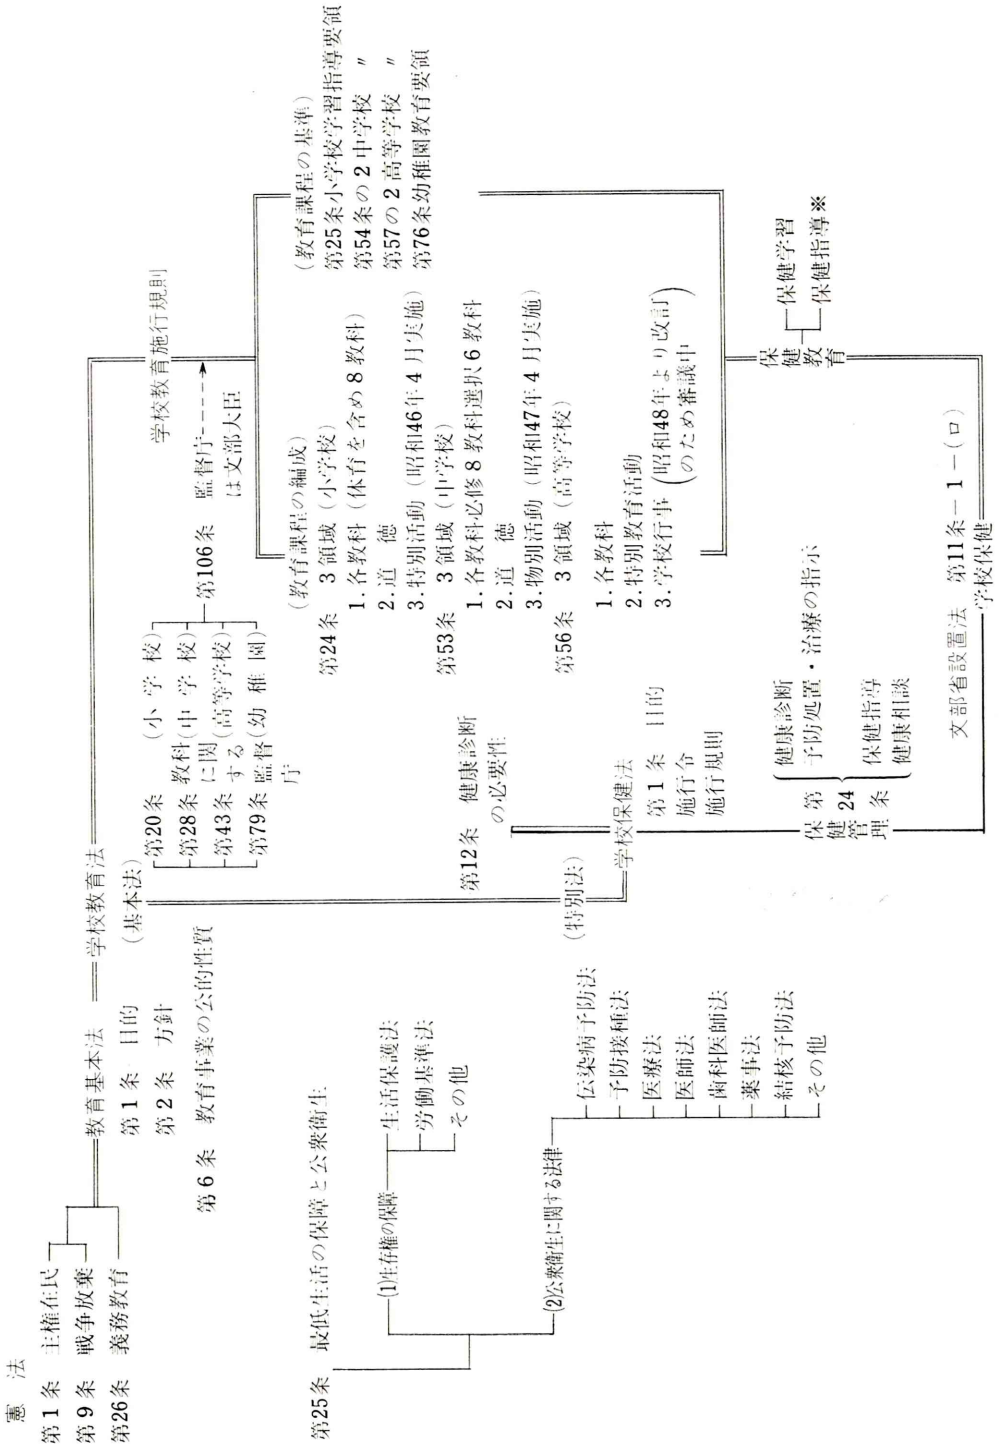 憲法
第1条 主権在民
第9条 戦争放棄
第26条 義務教育
教育基本法
第1条 目的
第2条 方針
第6条 教育事業の公的性質
学校教育法
(基本法)
第20条 (小学校)
第28条 教科 (中学校)
に関
第43条 する (高等学校)
第79条 監督 (幼稚園)
庁
第106条 監督庁
は文部大臣
学校教育施行規則
(教育課程の編成)
第24条 3領域 (小学校)
1.各教科 (体育を含め8教科)
2.道 徳
3.特別活動 (昭和46年4月実施)
第53条 3領域 (中学校)
1.各教科必修8教科選択6教科
2.道 徳
3.物別活動 (昭和47年4月実施)
第56条 3領域 (高等学校)
1.各教科
2.特別教育活動
3.学校行事 (昭和48年より改訂
のため審議中)
(教育課程の基準)
第25条小学校学習指導要領
第54条の2中学校 〃
第57の2高等学校 〃
第76条幼稚園教育要領
第25条 最低生活の保障と公衆衛生
(1)生存権の保障
生活保護法
労働基準法
その他
(2)公衆衛生に関する法律
伝染病予防法
予防接種法
医療法
医師法
歯科医師法
薬事法
結核予防法
その他
第12条 健康診断
の必要性
(特別法)
学校保健法
第1条 目的
施行令
施行規則
第24条
保健管理
健康診断
予防処置・治療の指示
保健指導
健康相談
保健教育
保健学習
保健指導※
文部省設置法 第11条-1-(ロ)
学校保健